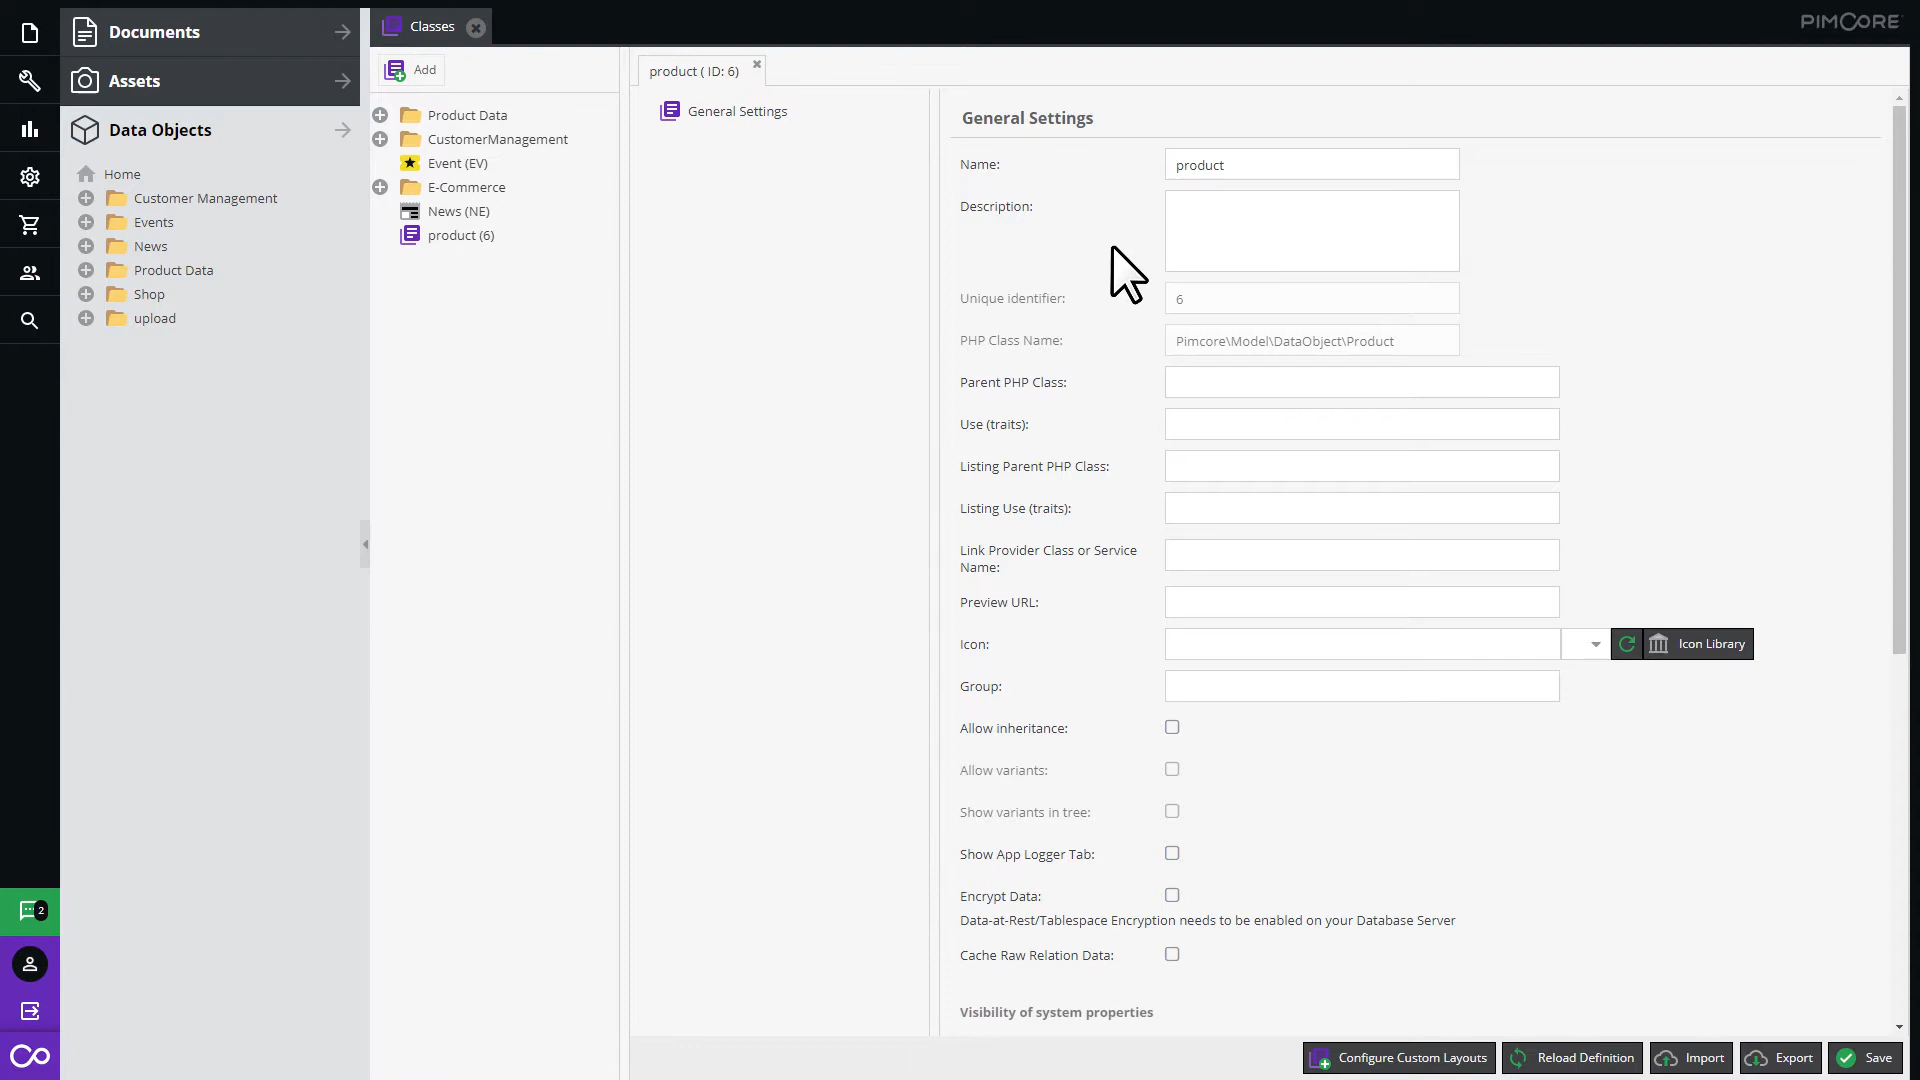 Documents
Assets
Data Objects
Home
Customer Management
Events
News
Product Data
Shop
upload
2
Classes
PIMCORE
Add
Product Data
CustomerManagement
Event (EV)
E-Commerce
News (NE)
product (6)
product ( ID: 6)
General Settings
General Settings
Name:
product
Description:
Unique identifier:
6
PHP Class Name:
Pimcore\Model\DataObject\Product
Parent PHP Class:
Use (traits):
Listing Parent PHP Class:
Listing Use (traits):
Link Provider Class or Service
Name:
Preview URL:
Icon:
Icon Library
Group:
Allow inheritance:
Allow variants:
Show variants in tree:
Show App Logger Tab:
Encrypt Data:
Data-at-Rest/Tablespace Encryption needs to be enabled on your Database Server
Cache Raw Relation Data:
Visibility of system properties
Configure Custom Layouts
Reload Definition
Import
Export
Save